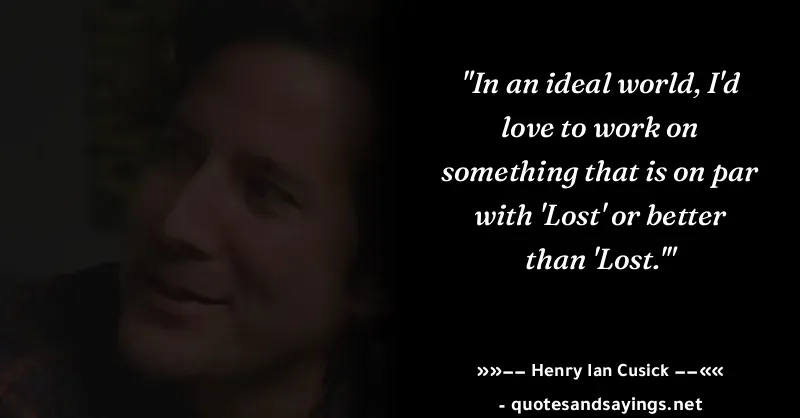 "In an ideal world, I'd
love to work on
something that is on par
with 'Lost' or better
than 'Lost.'"
»»−− Henry Ian Cusick −−««
- quotesandsayings.net